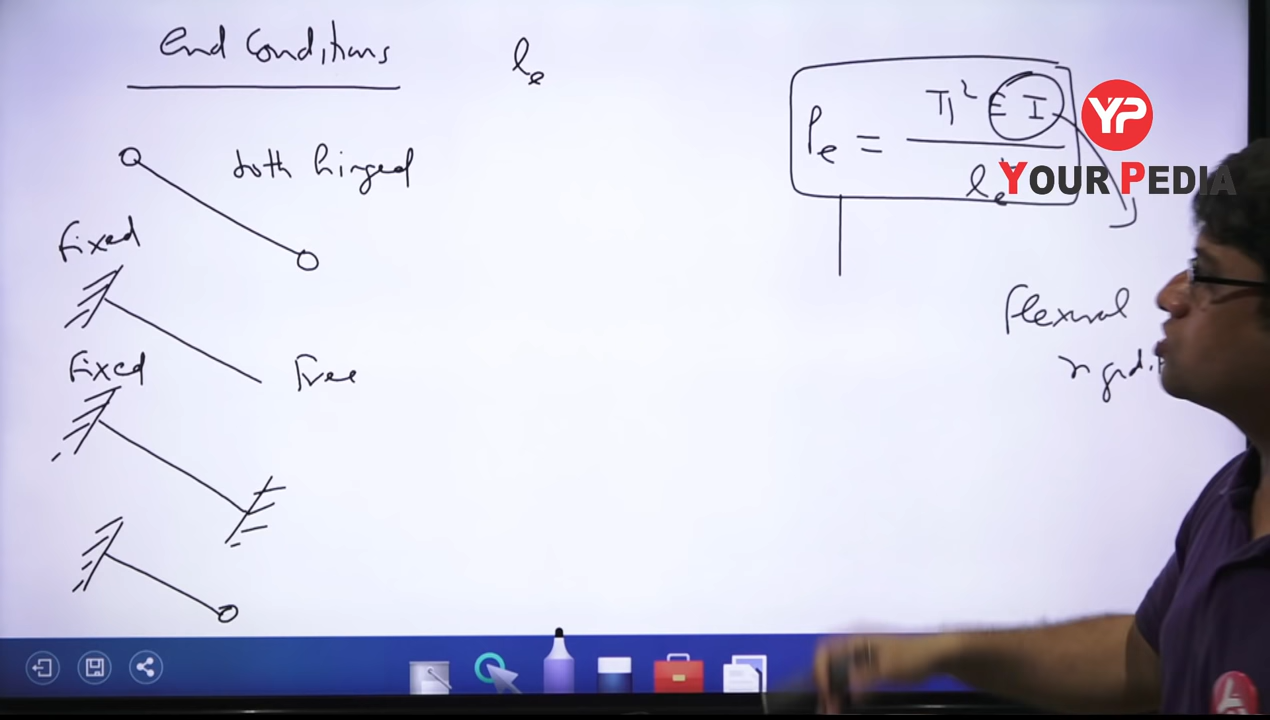 End Conditions
le
both hinged
Fixed
Fixed
Free
Pe = π² E I
le²
YP
YOUR PEDIA
flexural